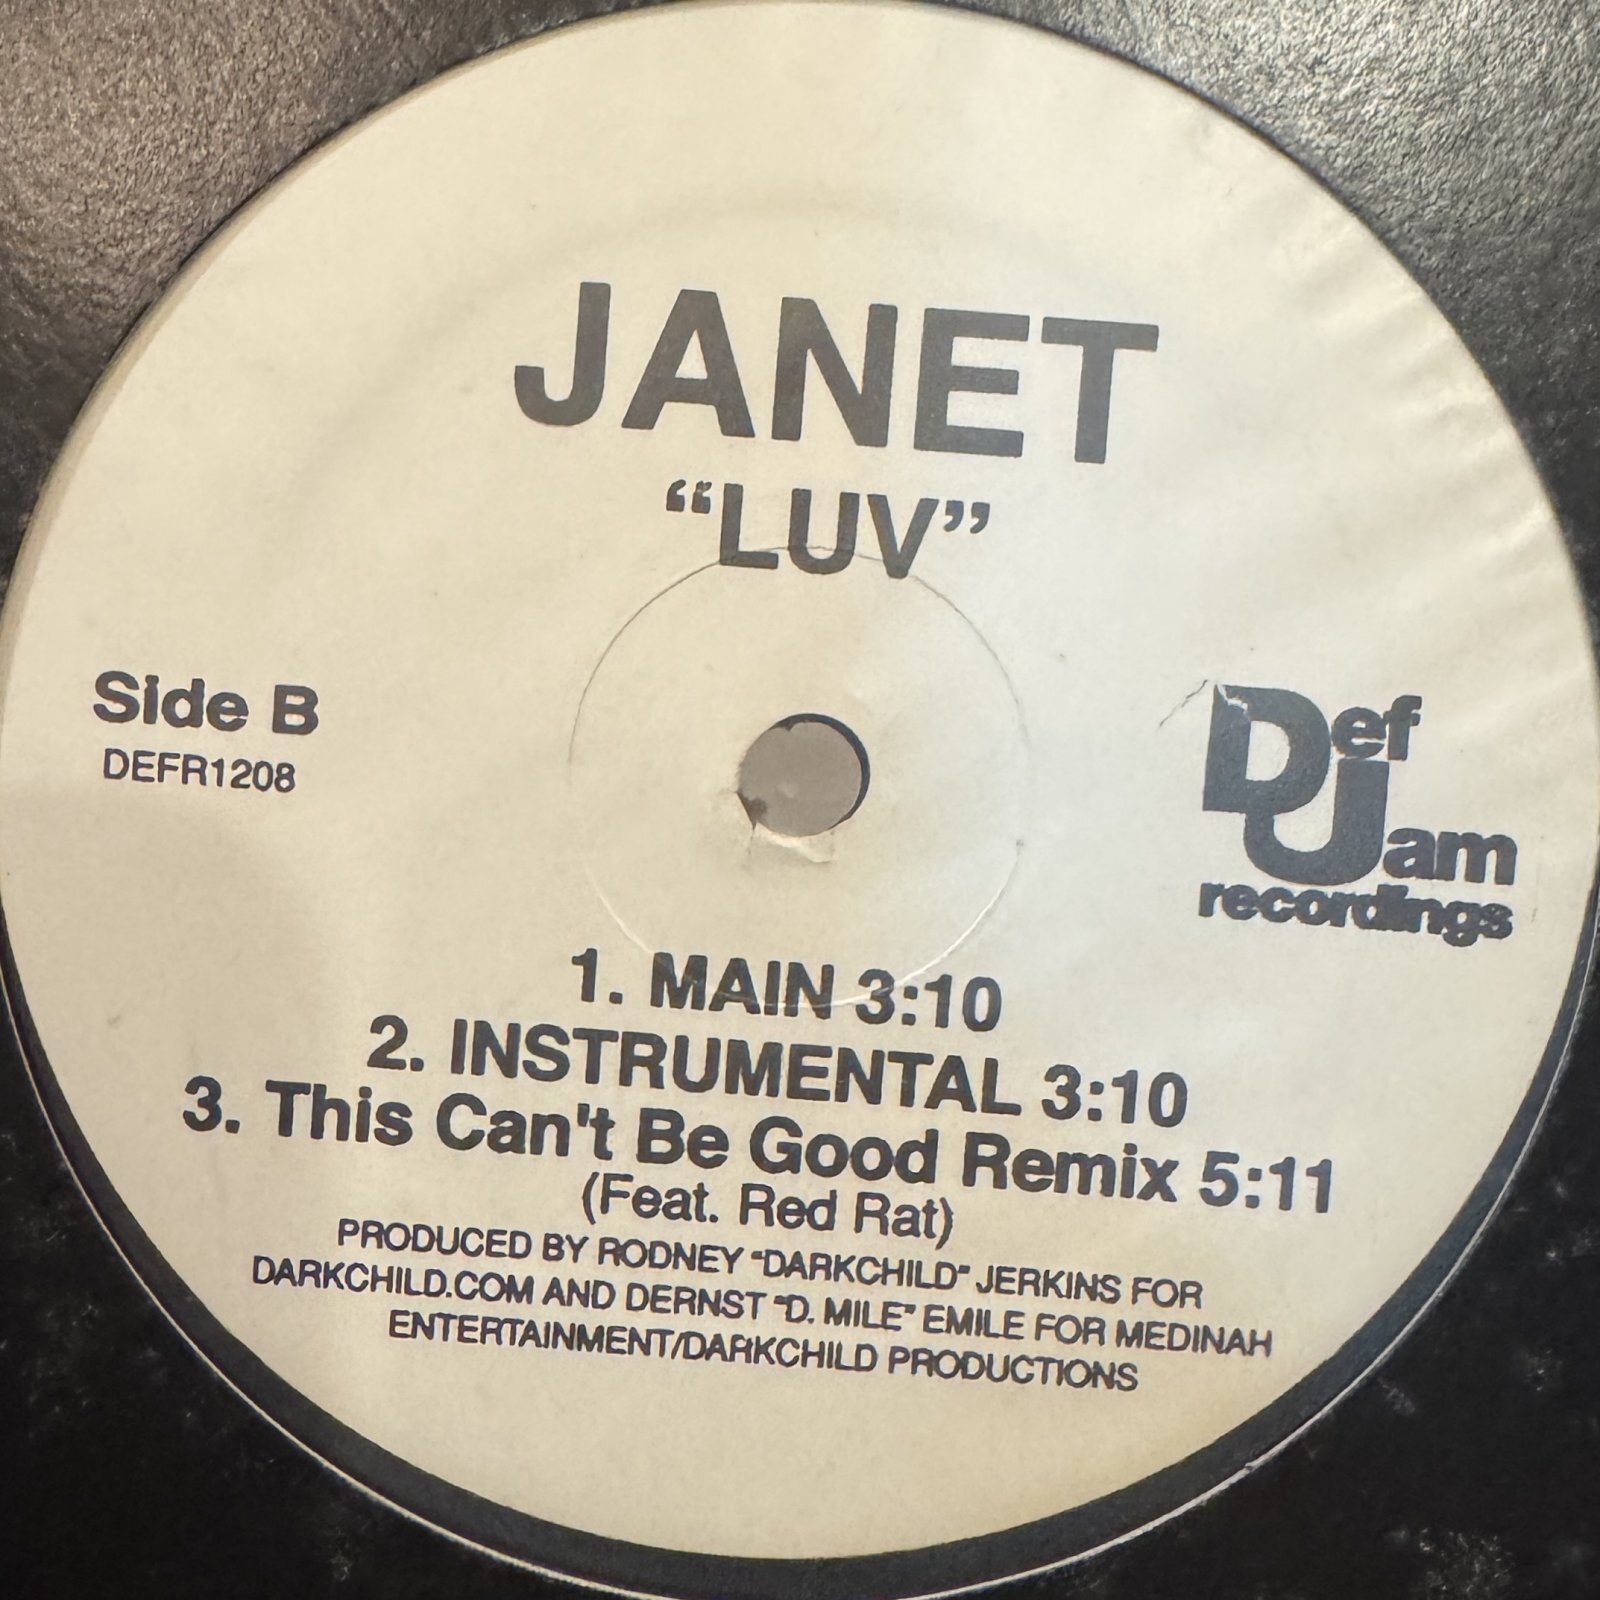 JANET
“LUV”
Side B
DEFR1208
Def
Jam
recordings
1. MAIN 3:10
2. INSTRUMENTAL 3:10
3. This Can't Be Good Remix 5:11
(Feat. Red Rat)
PRODUCED BY RODNEY "DARKCHILD" JERKINS FOR
DARKCHILD.COM AND DERNST "D. MILE" EMILE FOR MEDINAH
ENTERTAINMENT/DARKCHILD PRODUCTIONS